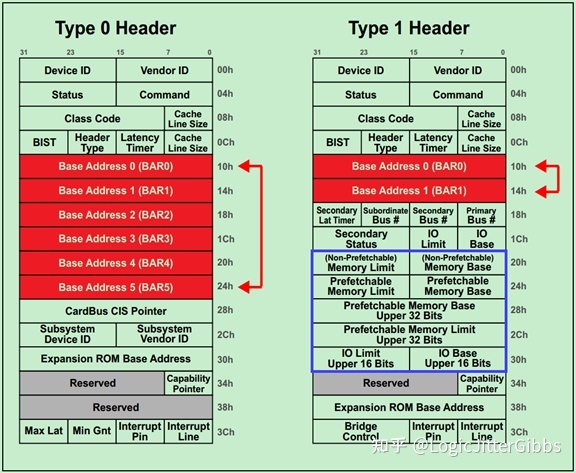 Type 0 Header
31 23 15 7 0
Device ID Vendor ID 00h
Status Command 04h
Class Code Cache Line Size 08h
BIST Header Type Latency Timer Cache Line Size 0Ch
Base Address 0 (BAR0) 10h
Base Address 1 (BAR1) 14h
Base Address 2 (BAR2) 18h
Base Address 3 (BAR3) 1Ch
Base Address 4 (BAR4) 20h
Base Address 5 (BAR5) 24h
CardBus CIS Pointer 28h
Subsystem Device ID Subsystem Vendor ID 2Ch
Expansion ROM Base Address 30h
Reserved Capability Pointer 34h
Reserved 38h
Max Lat Min Gnt Interrupt Pin Interrupt Line 3Ch
Type 1 Header
31 23 15 7 0
Device ID Vendor ID 00h
Status Command 04h
Class Code Cache Line Size 08h
BIST Header Type Latency Timer Cache Line Size 0Ch
Base Address 0 (BAR0) 10h
Base Address 1 (BAR1) 14h
Secondary Lat Timer Subordinate Bus # Secondary Bus # Primary Bus # 18h
Secondary Status IO Limit IO Base 1Ch
(Non-Prefetchable) Memory Limit (Non-Prefetchable) Memory Base 20h
Prefetchable Memory Limit Prefetchable Memory Base 24h
Prefetchable Memory Base Upper 32 Bits 28h
Prefetchable Memory Limit Upper 32 Bits 2Ch
IO Limit Upper 16 Bits IO Base Upper 16 Bits 30h
Reserved Capability Pointer 34h
Expansion ROM Base Address 38h
Bridge Control Interrupt Pin Interrupt Line 3Ch
知乎 @LogicJitterGibbs